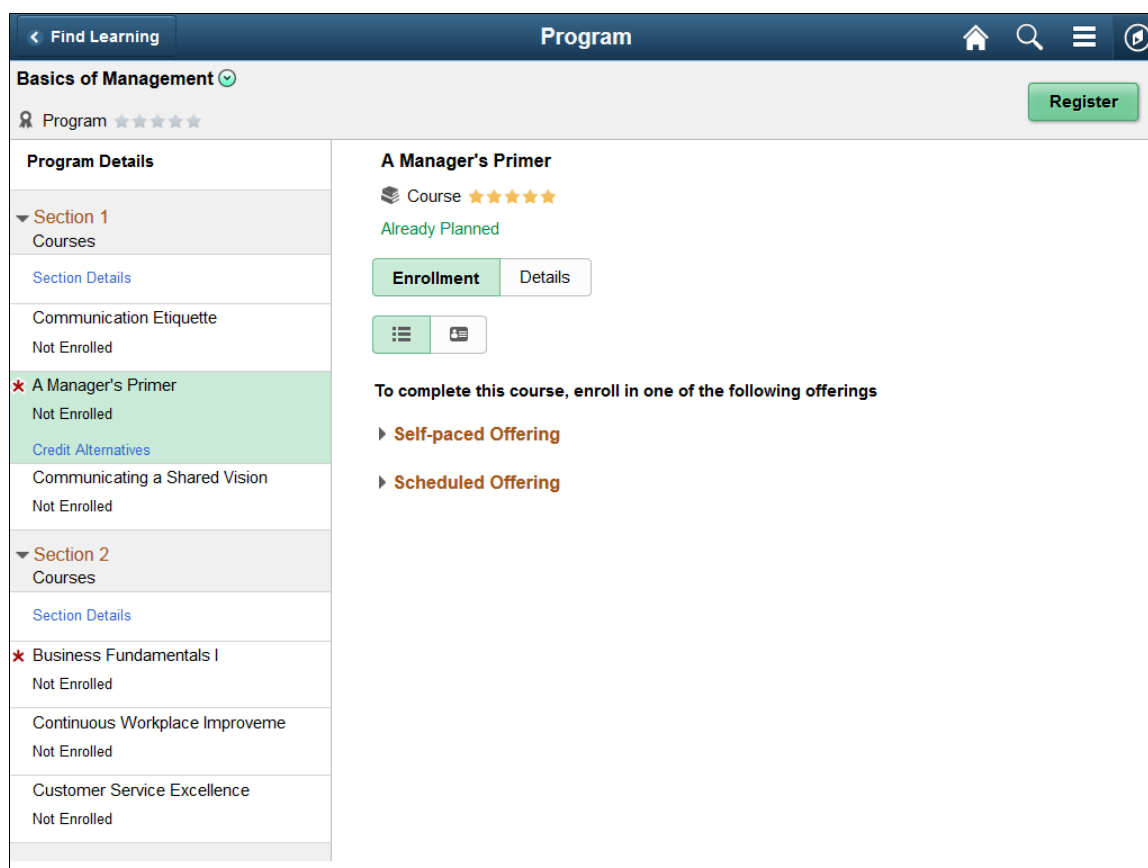 Find Learning
Program
Basics of Management
Register
Program
Program Details
Section 1
Courses
Section Details
Communication Etiquette
Not Enrolled
A Manager's Primer
Not Enrolled
Credit Alternatives
Communicating a Shared Vision
Not Enrolled
Section 2
Courses
Section Details
Business Fundamentals I
Not Enrolled
Continuous Workplace Improveme
Not Enrolled
Customer Service Excellence
Not Enrolled
A Manager's Primer
Course
Already Planned
Enrollment Details
To complete this course, enroll in one of the following offerings
Self-paced Offering
Scheduled Offering